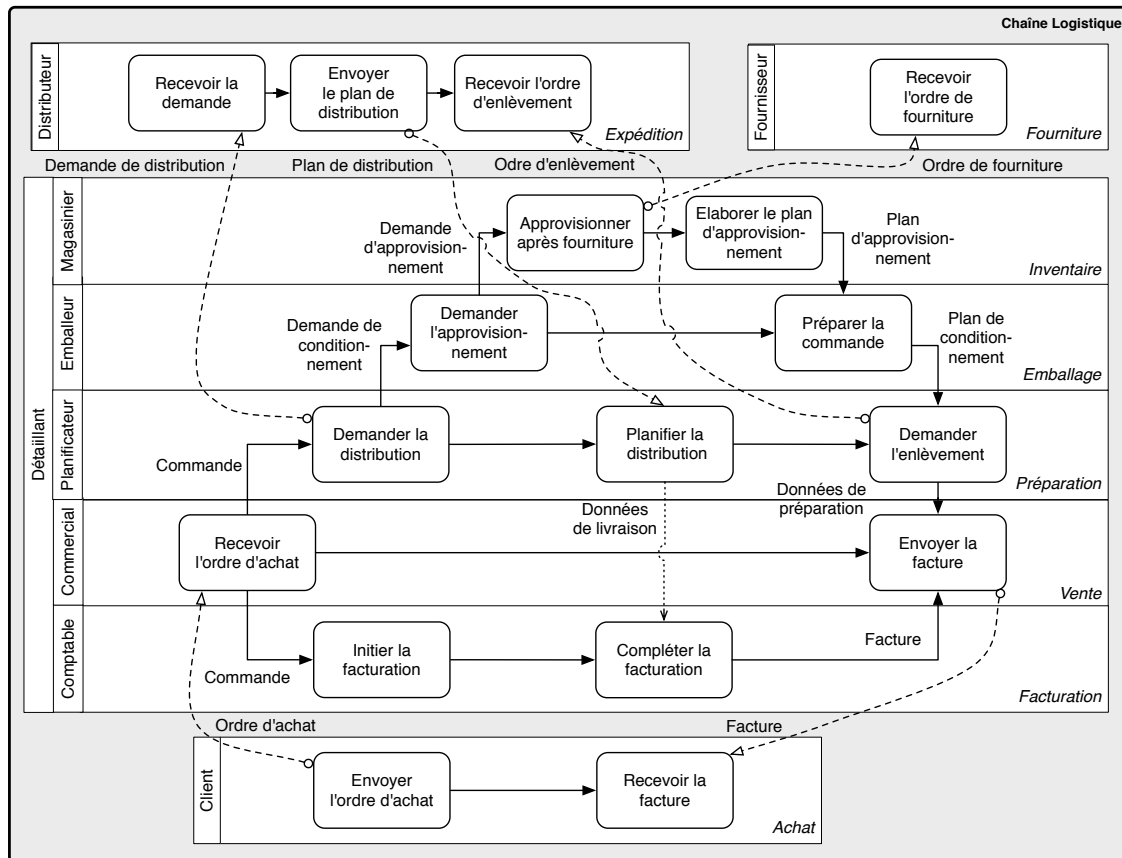 Chaîne Logistique
Distributeur
Recevoir la
demande
Envoyer
le plan de
distribution
Recevoir l'ordre
d'enlèvement
Expédition
Fournisseur
Recevoir
l'ordre de
fourniture
Fourniture
Demande de distribution
Plan de distribution
Odre d'enlèvement
Ordre de fourniture
Détaiillant
Magasinier
Demande
d'approvision-
nement
Approvisionner
après fourniture
Elaborer le plan
d'approvision-
nement
Plan
d'approvision-
nement
Inventaire
Emballeur
Demande de
condition-
nement
Demander
l'approvision-
nement
Préparer la
commande
Plan de
condition-
nement
Emballage
Planificateur
Commande
Demander la
distribution
Planifier la
distribution
Demander
l'enlèvement
Préparation
Commercial
Recevoir
l'ordre d'achat
Données
de livraison
Données de
préparation
Envoyer la
facture
Vente
Comptable
Commande
Initier la
facturation
Compléter la
facturation
Facture
Facturation
Ordre d'achat
Facture
Client
Envoyer
l'ordre d'achat
Recevoir la
facture
Achat